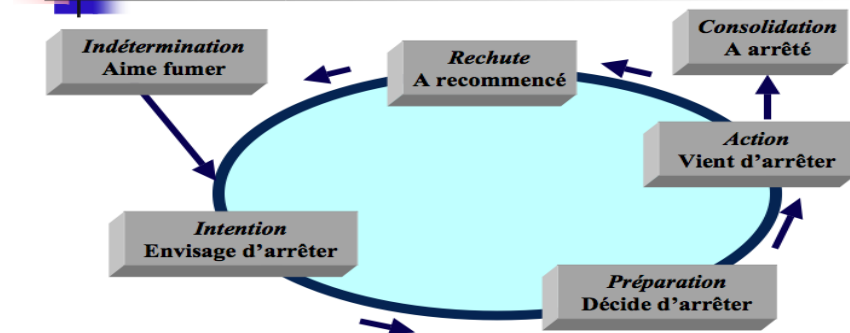 Indétermination
Aime fumer
Rechute
A recommencé
Consolidation
A arrêté
Action
Vient d'arrêter
Intention
Envisage d'arrêter
Préparation
Décide d'arrêter